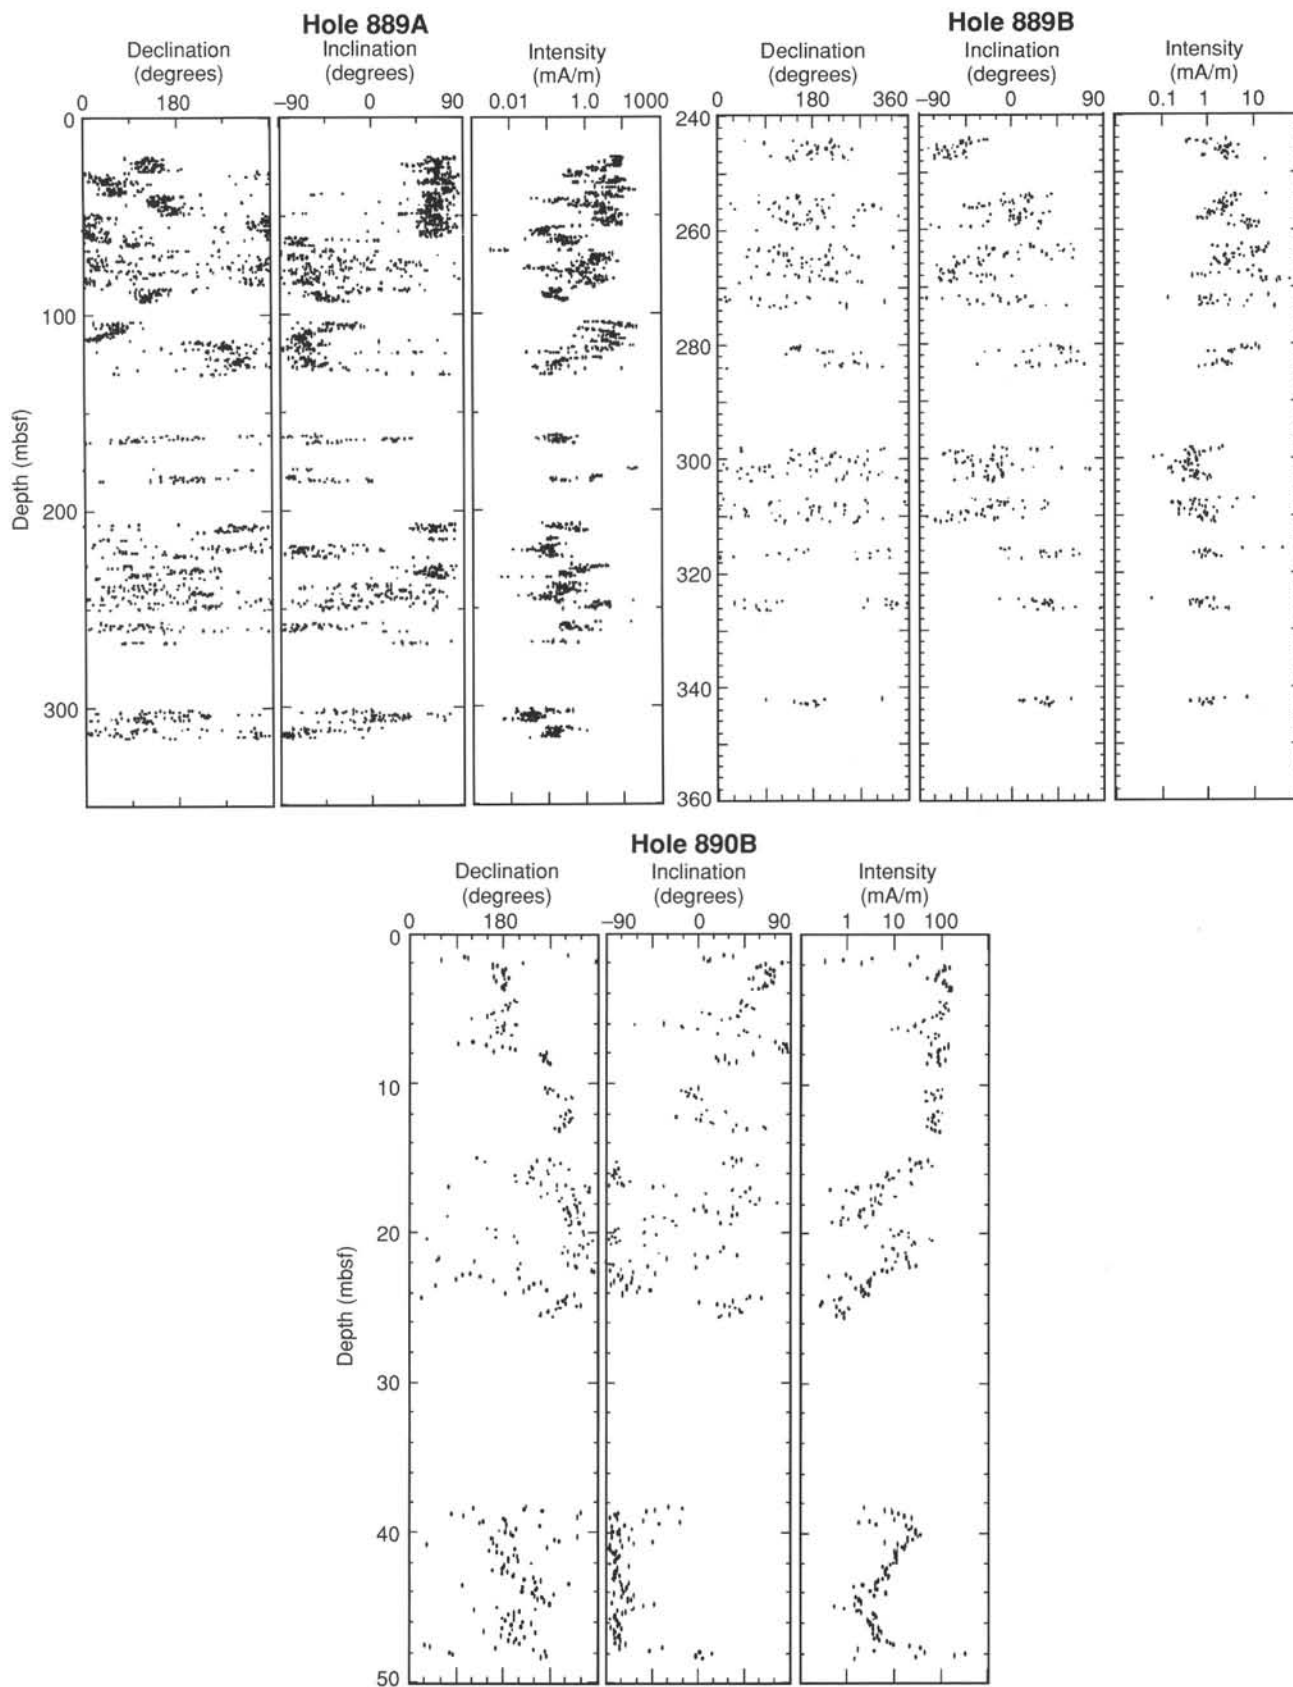 Hole 889A
Declination (degrees)
Inclination (degrees)
Intensity (mA/m)
0 180
−90 0 90
0.01 1.0 1000
0
100
200
300
Depth (mbsf)
Hole 889B
Declination (degrees)
Inclination (degrees)
Intensity (mA/m)
0 180 360
−90 0 90
0.1 1 10
240
260
280
300
320
340
360
Hole 890B
Declination (degrees)
Inclination (degrees)
Intensity (mA/m)
0 180
−90 0 90
1 10 100
0
10
20
30
40
50
Depth (mbsf)